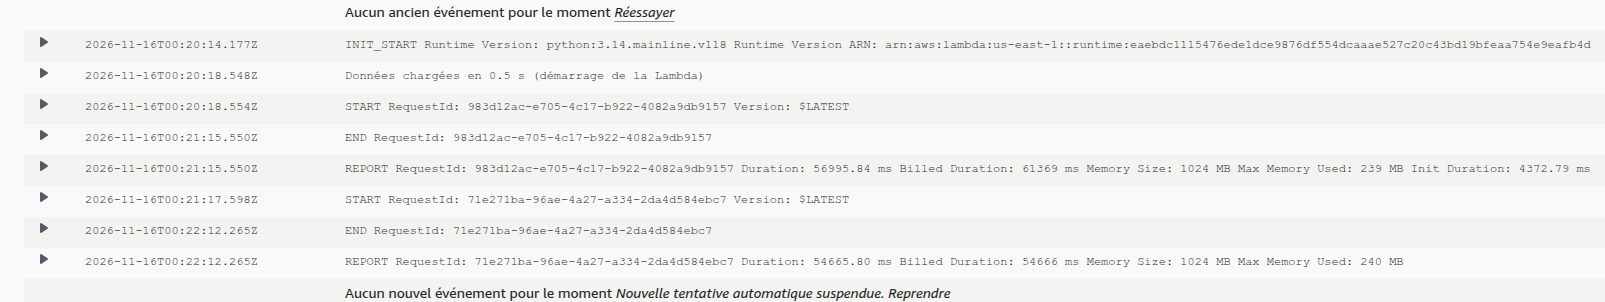 Aucun ancien événement pour le moment Réessayer
2026-11-16T00:20:14.177Z INIT_START Runtime Version: python:3.14.mainline.v118 Runtime Version ARN: arn:aws:lambda:us-east-1::runtime:eaebdc1115476ede1dce9876df554dcaaae527c20c43bd19bfeaa754e9eafb4d
2026-11-16T00:20:18.548Z Données chargées en 0.5 s (démarrage de la Lambda)
2026-11-16T00:20:18.554Z START RequestId: 983d12ac-e705-4c17-b922-4082a9db9157 Version: $LATEST
2026-11-16T00:21:15.550Z END RequestId: 983d12ac-e705-4c17-b922-4082a9db9157
2026-11-16T00:21:15.550Z REPORT RequestId: 983d12ac-e705-4c17-b922-4082a9db9157 Duration: 56995.84 ms Billed Duration: 61369 ms Memory Size: 1024 MB Max Memory Used: 239 MB Init Duration: 4372.79 ms
2026-11-16T00:21:17.598Z START RequestId: 71e271ba-96ae-4a27-a334-2da4d584ebc7 Version: $LATEST
2026-11-16T00:22:12.265Z END RequestId: 71e271ba-96ae-4a27-a334-2da4d584ebc7
2026-11-16T00:22:12.265Z REPORT RequestId: 71e271ba-96ae-4a27-a334-2da4d584ebc7 Duration: 54665.80 ms Billed Duration: 54666 ms Memory Size: 1024 MB Max Memory Used: 240 MB
Aucun nouvel événement pour le moment Nouvelle tentative automatique suspendue. Reprendre